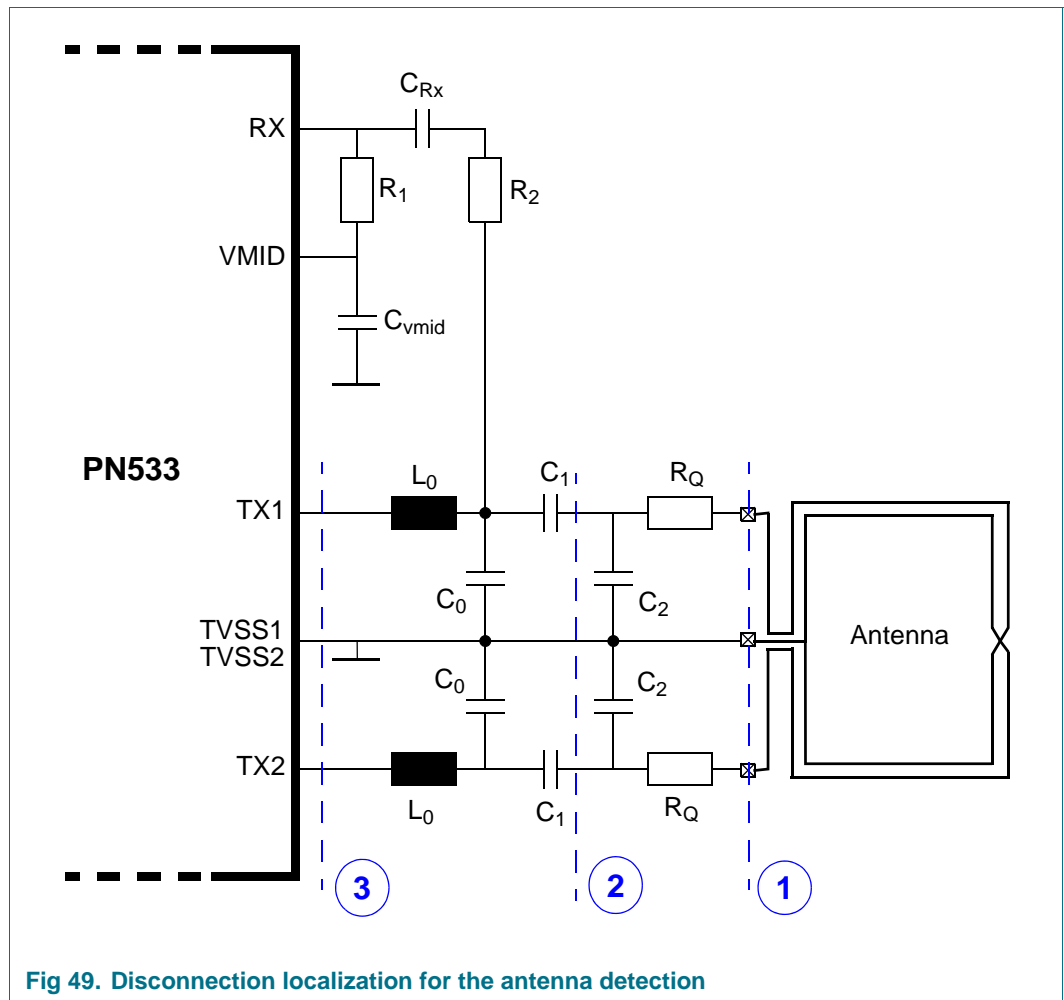 C_Rx
RX
R_1
R_2
VMID
C_vmid
PN533
L_0
C_1
R_Q
TX1
C_0
C_2
TVSS1
TVSS2
Antenna
C_0
C_2
TX2
L_0
C_1
R_Q
3
2
1
Fig 49. Disconnection localization for the antenna detection